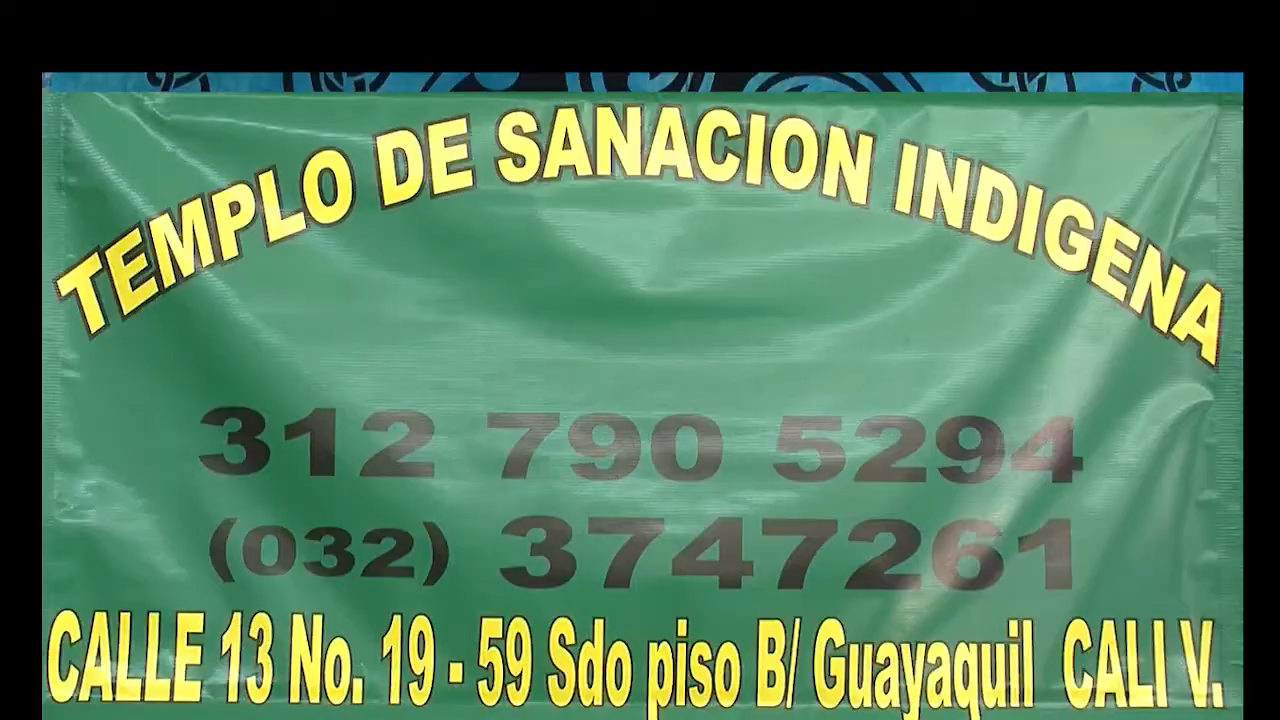 TEMPLO DE SANACION INDIGENA
312 790 5294
(032) 3747261
CALLE 13 No. 19 - 59 Sdo piso B/ Guayaquil CALI V.